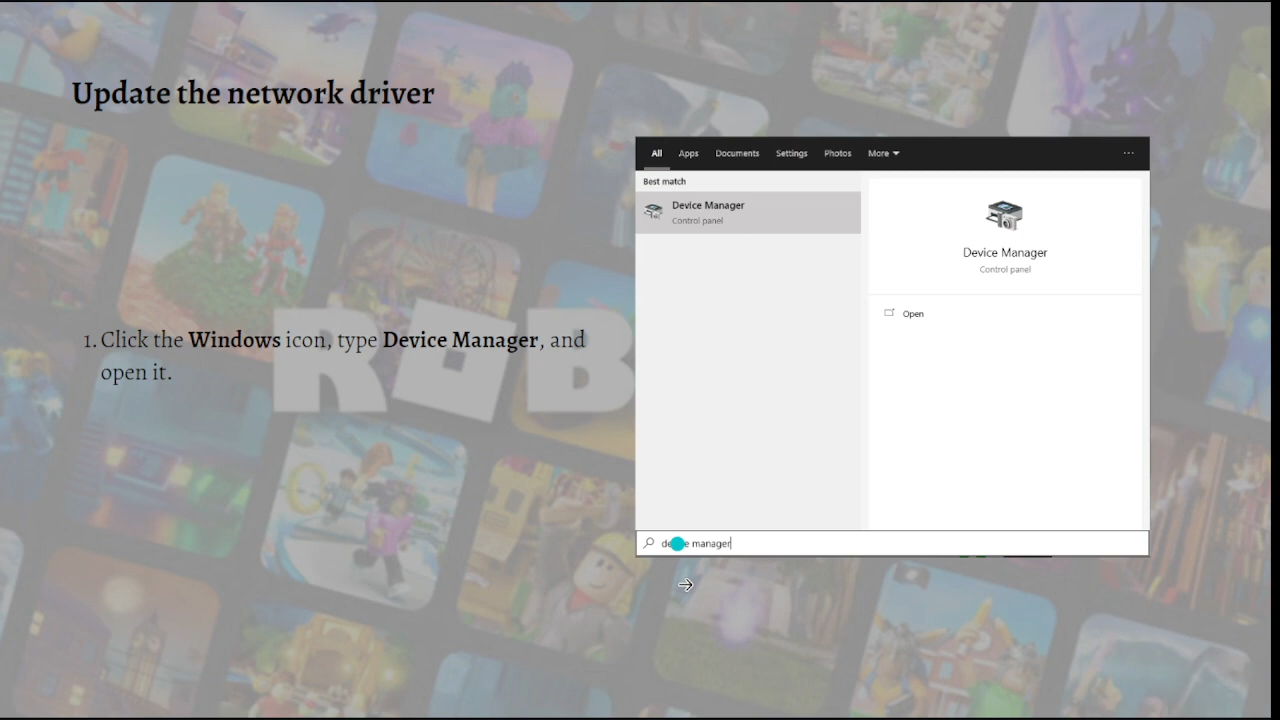 Update the network driver
1. Click the Windows icon, type Device Manager, and
open it.
ROB
All Apps Documents Settings Photos More ...
Best match
Device Manager
Control panel
Device Manager
Control panel
Open
manager